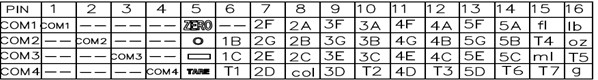 PIN 1 2 3 4 5 6 7 8 9 10 11 12 13 14 15 16
COM1 COM1 -- -- -- ZERO -- 2F 2A 3F 3A 4F 4A 5F 5A fl lb
COM2 -- COM2 -- -- 1B 2G 2B 3G 3B 4G 4B 5G 5B T4 oz
COM3 -- -- COM3 -- 1C 2E 2C 3E 3C 4E 4C 5E 5C ml T5
COM4 -- -- -- COM4 TARE T1 2D col 3D T2 4D T3 5D T6 T7 g